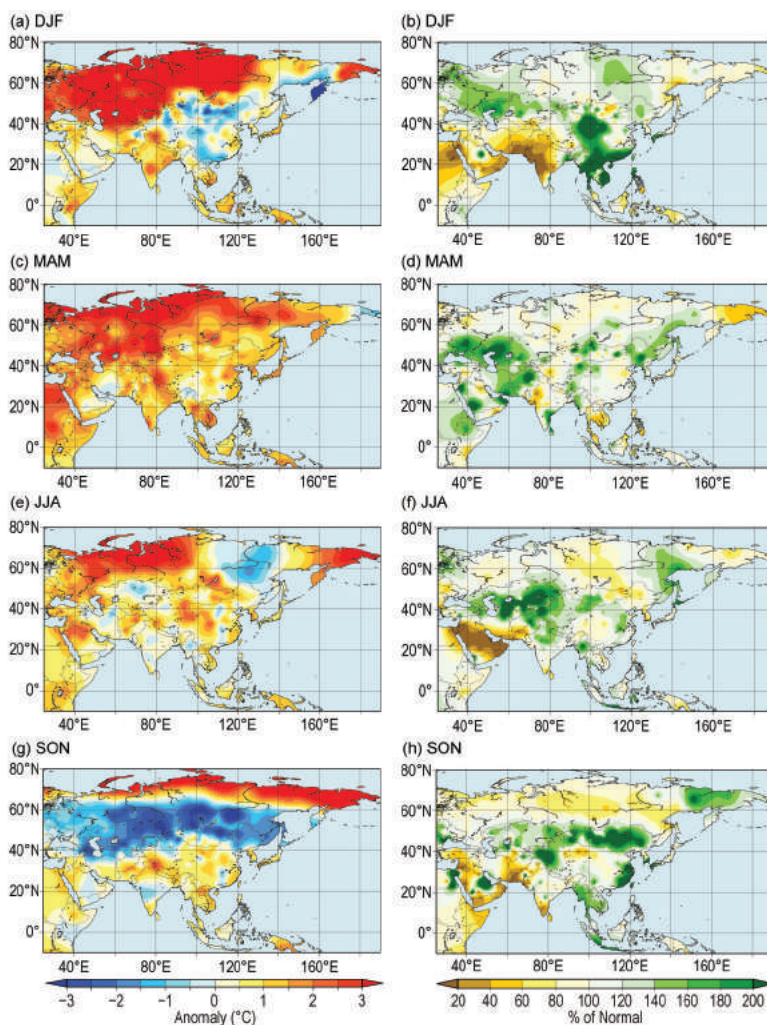 (a) DJF
(b) DJF
80°N
60°N
40°N
20°N
0°
40°E 80°E 120°E 160°E
80°N
60°N
40°N
20°N
0°
40°E 80°E 120°E 160°E
(c) MAM
(d) MAM
80°N
60°N
40°N
20°N
0°
40°E 80°E 120°E 160°E
80°N
60°N
40°N
20°N
0°
40°E 80°E 120°E 160°E
(e) JJA
(f) JJA
80°N
60°N
40°N
20°N
0°
40°E 80°E 120°E 160°E
80°N
60°N
40°N
20°N
0°
40°E 80°E 120°E 160°E
(g) SON
(h) SON
80°N
60°N
40°N
20°N
0°
40°E 80°E 120°E 160°E
80°N
60°N
40°N
20°N
0°
40°E 80°E 120°E 160°E
−3 −2 −1 0 1 2 3
Anomaly (°C)
20 40 60 80 100 120 140 160 180 200
% of Normal